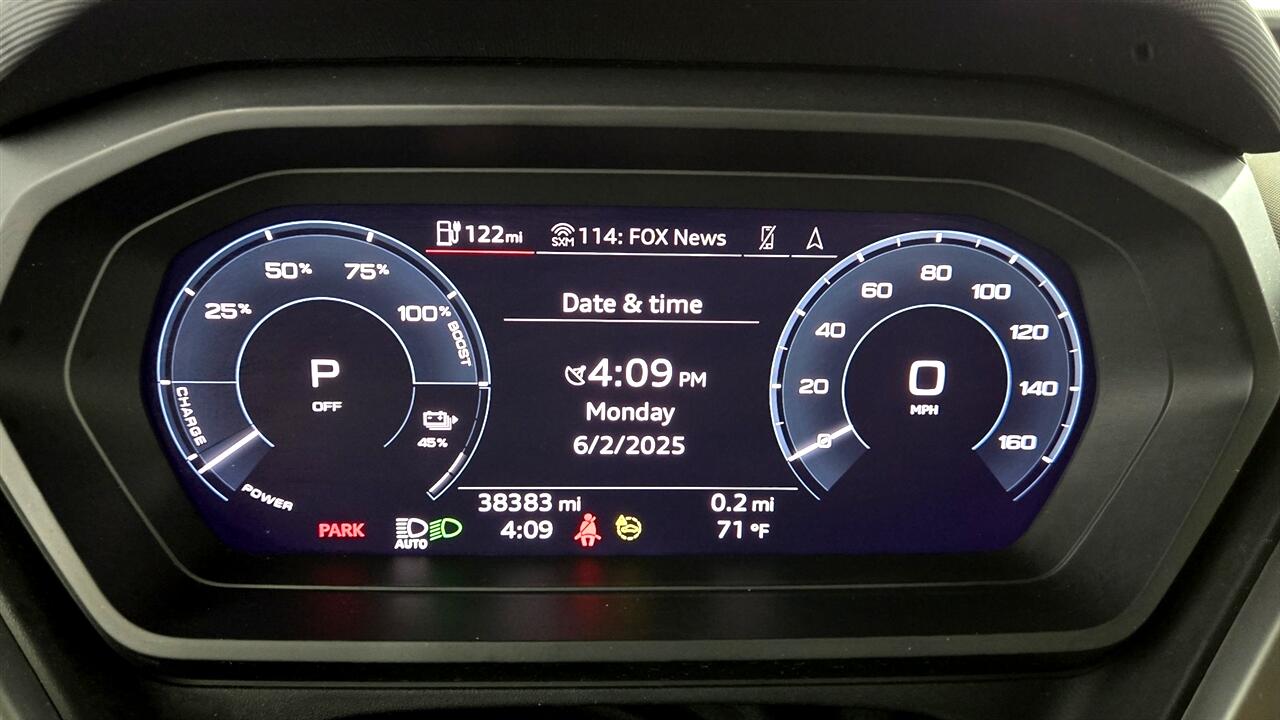 122mi
SXM 114: FOX News
Date & time
4:09 PM
Monday
6/2/2025
25%
50%
75%
100%
BOOST
CHARGE
POWER
P
OFF
45%
0
20
40
60
80
100
120
140
160
0
MPH
38383 mi
0.2 mi
PARK
AUTO
4:09
71 °F